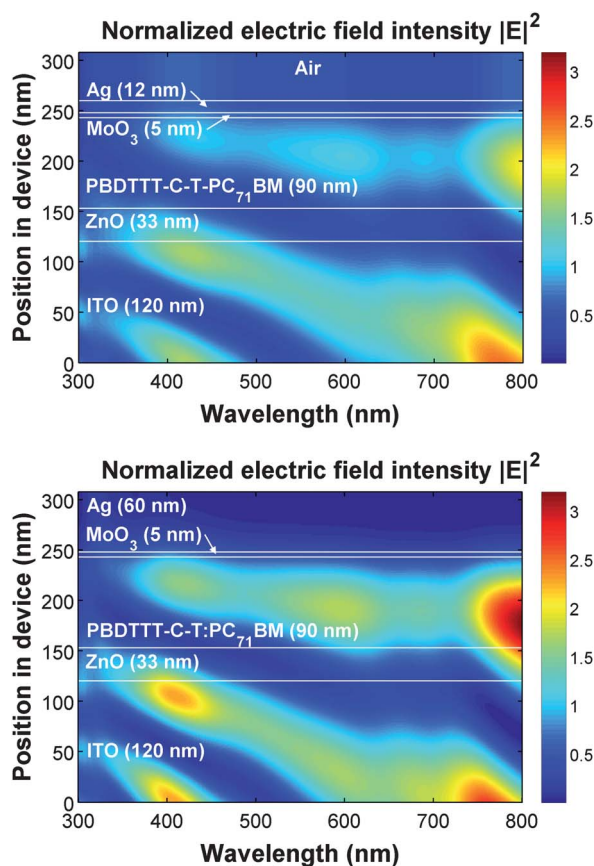 Normalized electric field intensity |E|²
Position in device (nm)
300
250
200
150
100
50
0
Air
Ag (12 nm)
MoO₃ (5 nm)
PBDTTT-C-T-PC₇₁BM (90 nm)
ZnO (33 nm)
ITO (120 nm)
3
2.5
2
1.5
1
0.5
300 400 500 600 700 800
Wavelength (nm)
Normalized electric field intensity |E|²
Position in device (nm)
300
250
200
150
100
50
0
Ag (60 nm)
MoO₃ (5 nm)
PBDTTT-C-T:PC₇₁BM (90 nm)
ZnO (33 nm)
ITO (120 nm)
3
2.5
2
1.5
1
0.5
300 400 500 600 700 800
Wavelength (nm)